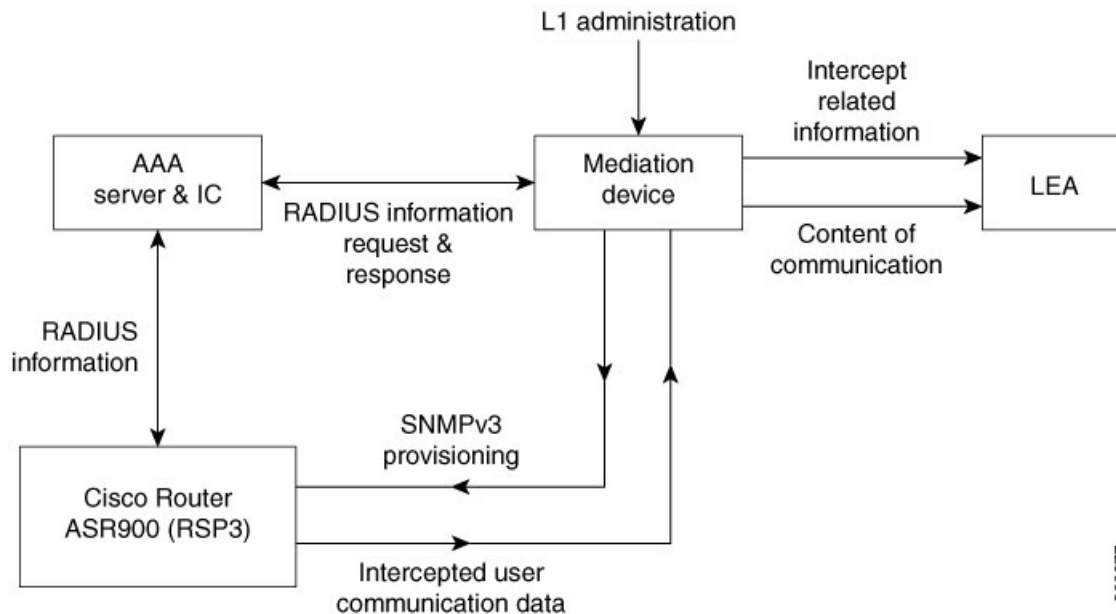 L1 administration
Intercept
related
information
AAA
server & IC
Mediation
device
LEA
RADIUS information
request &
response
Content of
communication
RADIUS
information
SNMPv3
provisioning
Cisco Router
ASR900 (RSP3)
Intercepted user
communication data